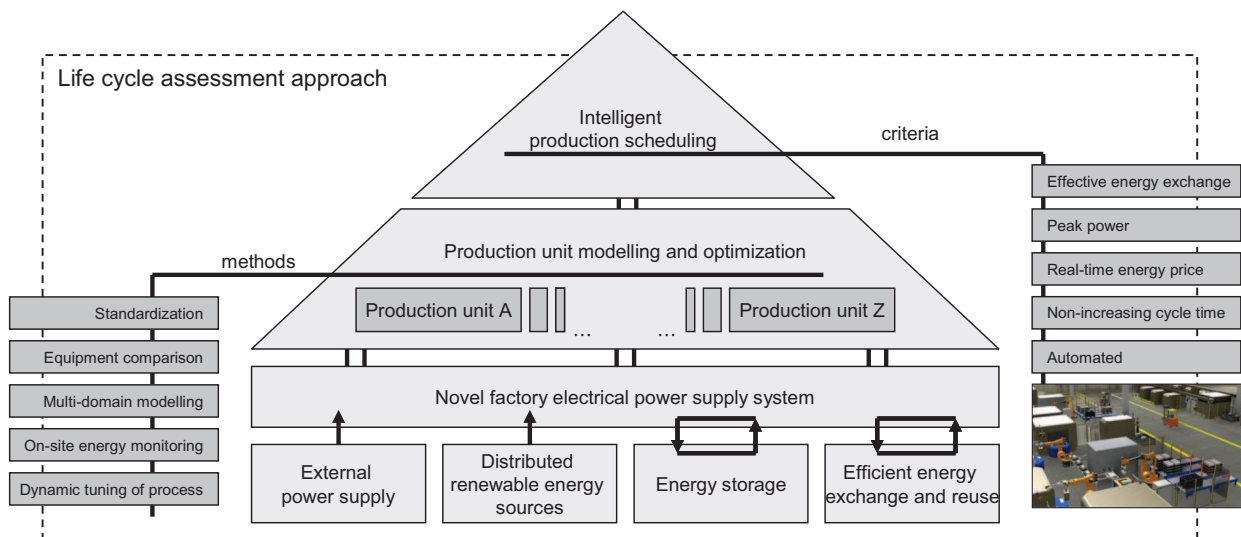 Life cycle assessment approach
Intelligent
production scheduling
criteria
Effective energy exchange
Peak power
Real-time energy price
Non-increasing cycle time
Automated
Production unit modelling and optimization
methods
Production unit A
...
...
Production unit Z
Standardization
Equipment comparison
Multi-domain modelling
On-site energy monitoring
Dynamic tuning of process
Novel factory electrical power supply system
External
power supply
Distributed
renewable energy
sources
Energy storage
Efficient energy
exchange and reuse